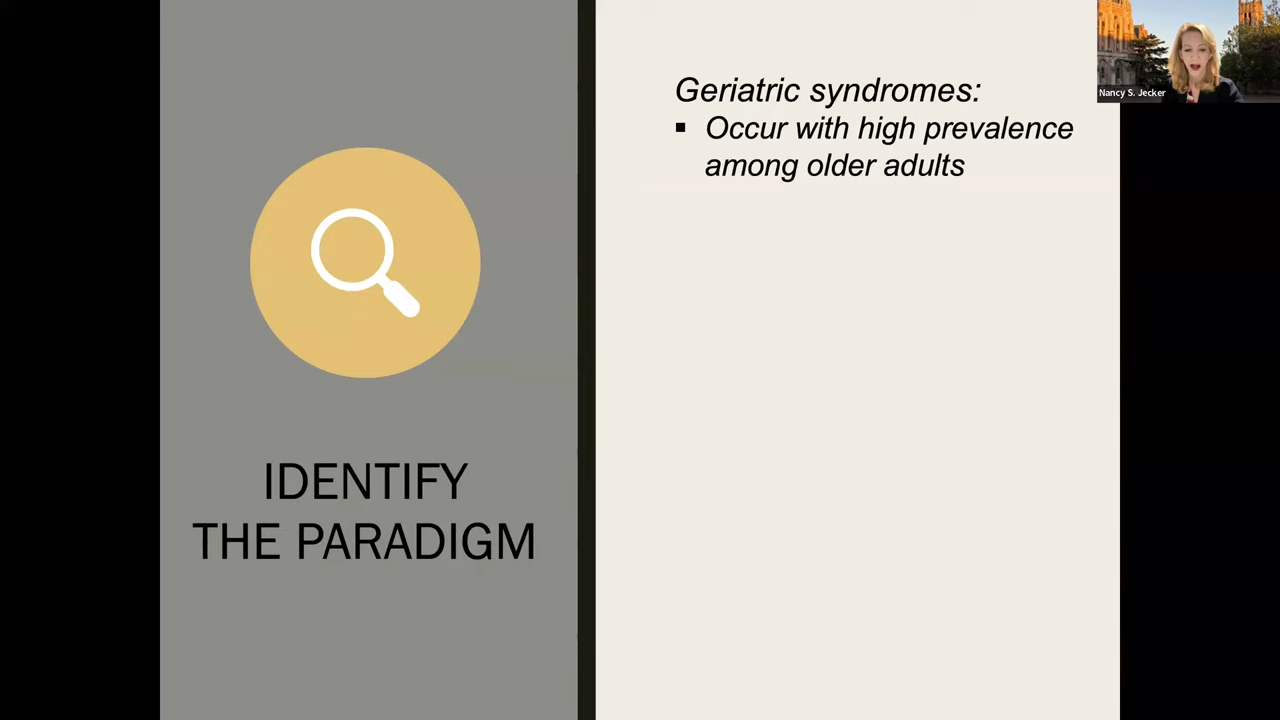 Geriatric syndromes:
▪ Occur with high prevalence
among older adults
Nancy S. Jecker
IDENTIFY
THE PARADIGM